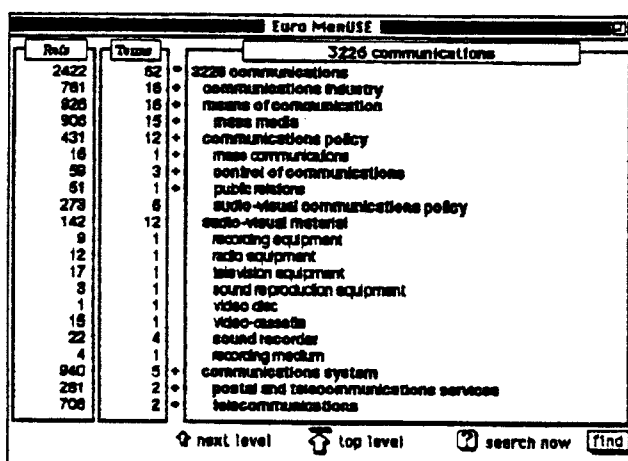 Euro MenUSE
Refs Terms 3226 communications
2422 62 3226 communications
781 16 + communications industry
926 16 + means of communication
906 15 + mass media
431 12 + communications policy
16 1 + mass communications
59 3 + control of communications
51 1 + public relations
273 6 audio-visual communications policy
142 12 audio-visual material
9 1 recording equipment
12 1 radio equipment
17 1 television equipment
3 1 sound reproduction equipment
1 1 video disc
15 1 video-cassette
22 4 sound recorder
4 1 recording medium
940 5 + communications system
261 2 + postal and telecommunications services
706 2 + telecommunications
next level top level ? search now find